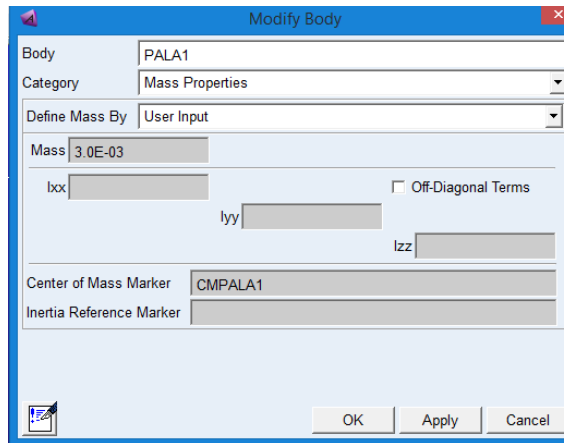 Modify Body
Body PALA1
Category Mass Properties
Define Mass By User Input
Mass 3.0E-03
Ixx Off-Diagonal Terms
Iyy
Izz
Center of Mass Marker CMPALA1
Inertia Reference Marker
OK Apply Cancel